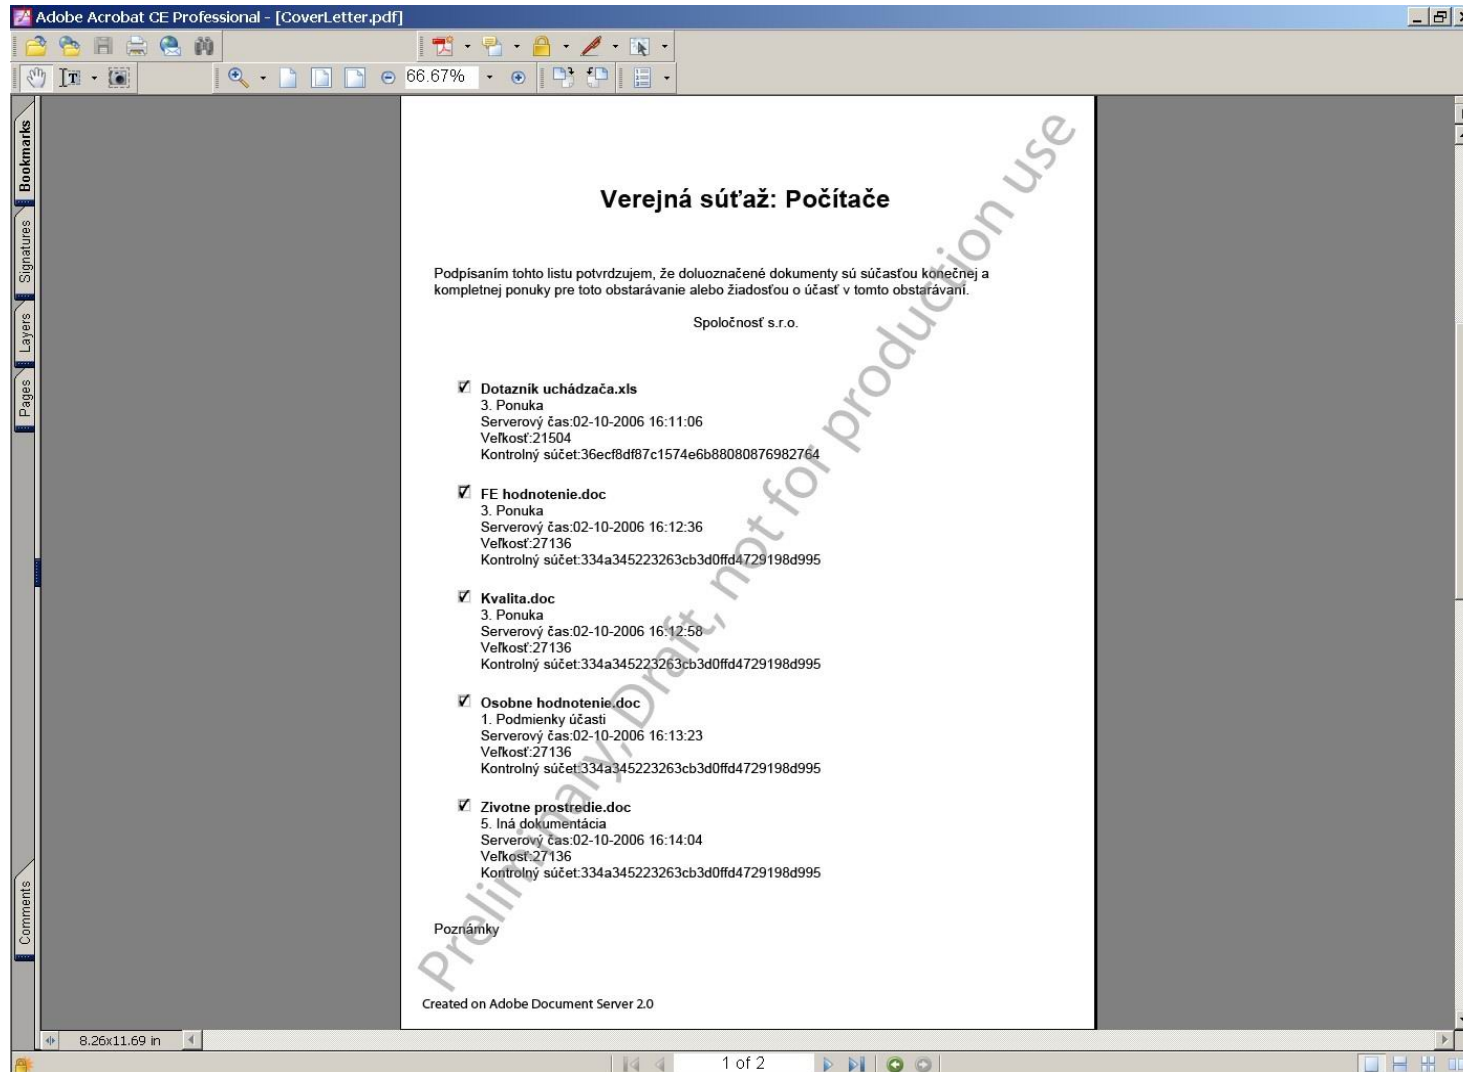 Adobe Acrobat CE Professional - [CoverLetter.pdf]
66.67%
Bookmarks
Signatures
Layers
Pages
Comments
Verejná súťaž: Počítače
Podpísaním tohto listu potvrdzujem, že doluoznačené dokumenty sú súčasťou konečnej a
kompletnej ponuky pre toto obstarávanie alebo žiadosťou o účasť v tomto obstarávaní.
Spoločnosť s.r.o.
Dotazník uchádzača.xls
3. Ponuka
Serverový čas:02-10-2006 16:11:06
Veľkosť:21504
Kontrolný súčet:36ecf8df87c1574e6b88080876982764
FE hodnotenie.doc
3. Ponuka
Serverový čas:02-10-2006 16:12:36
Veľkosť:27136
Kontrolný súčet:334a345223263cb3d0ffd4729198d995
Kvalita.doc
3. Ponuka
Serverový čas:02-10-2006 16:12:58
Veľkosť:27136
Kontrolný súčet:334a345223263cb3d0ffd4729198d995
Osobne hodnotenie.doc
1. Podmienky účasti
Serverový čas:02-10-2006 16:13:23
Veľkosť:27136
Kontrolný súčet:334a345223263cb3d0ffd4729198d995
Zivotne prostredie.doc
5. Iná dokumentácia
Serverový čas:02-10-2006 16:14:04
Veľkosť:27136
Kontrolný súčet:334a345223263cb3d0ffd4729198d995
Poznámky
Preliminary, Draft, not for production use
Created on Adobe Document Server 2.0
8.26x11.69 in
1 of 2